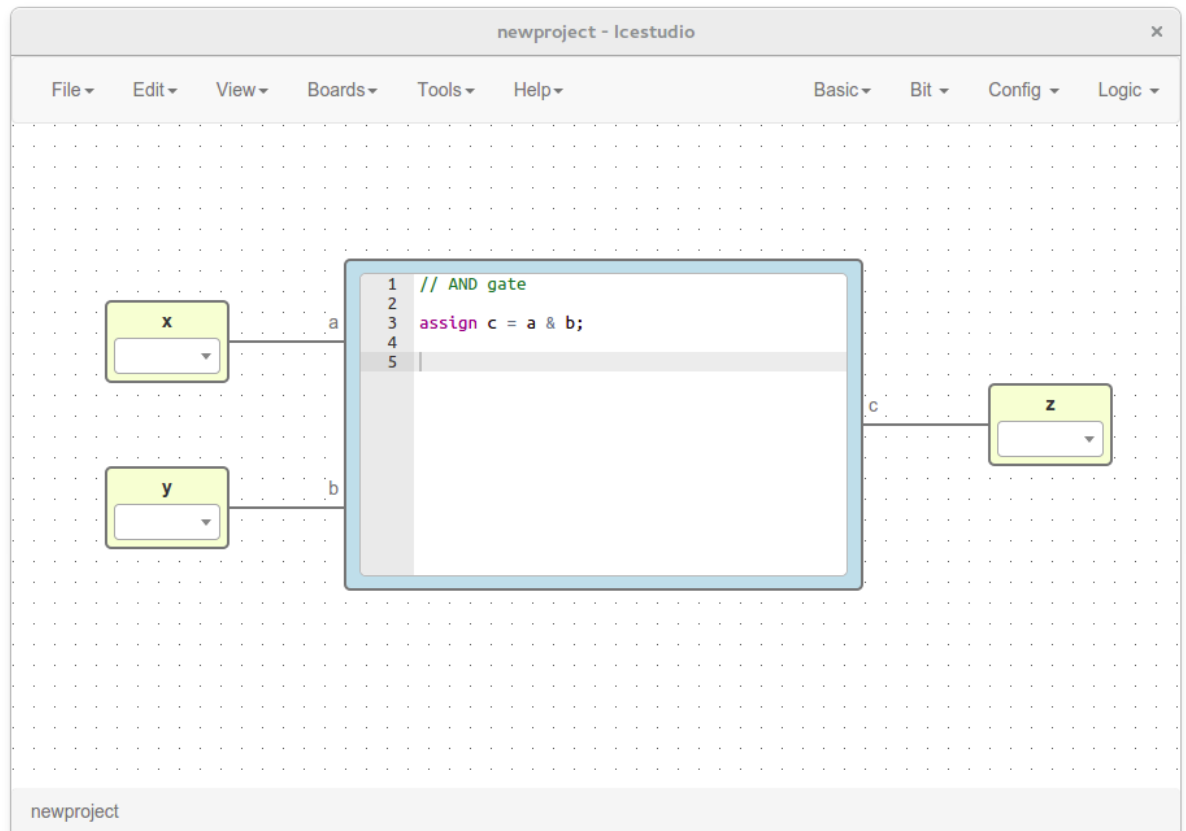 newproject - Icestudio ×
File Edit View Boards Tools Help Basic Bit Config Logic
1 // AND gate
2
3 assign c = a & b;
4
5
x
a
c
z
y
b
newproject